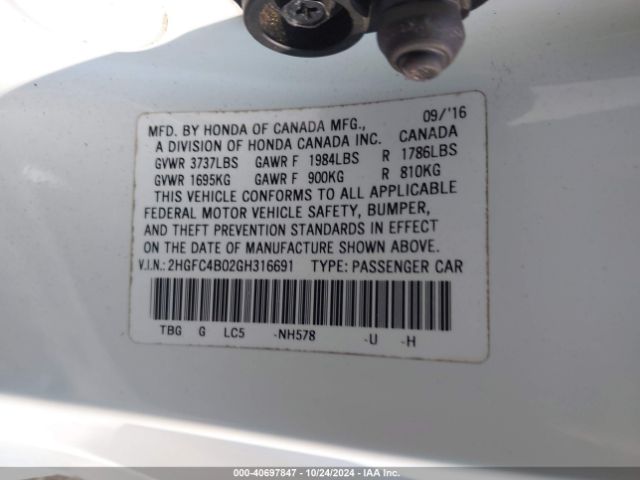 09/'16
MFD. BY HONDA OF CANADA MFG., CANADA
A DIVISION OF HONDA CANADA INC.
GVWR 3737LBS GAWR F 1984LBS R 1786LBS
GVWR 1695KG GAWR F 900KG R 810KG
THIS VEHICLE CONFORMS TO ALL APPLICABLE
FEDERAL MOTOR VEHICLE SAFETY, BUMPER,
AND THEFT PREVENTION STANDARDS IN EFFECT
ON THE DATE OF MANUFACTURE SHOWN ABOVE.
V.I.N.: 2HGFC4B02GH316691 TYPE: PASSENGER CAR
TBG G LC5 -NH578 -U -H
000-40697847 - 10/24/2024 - IAA Inc.